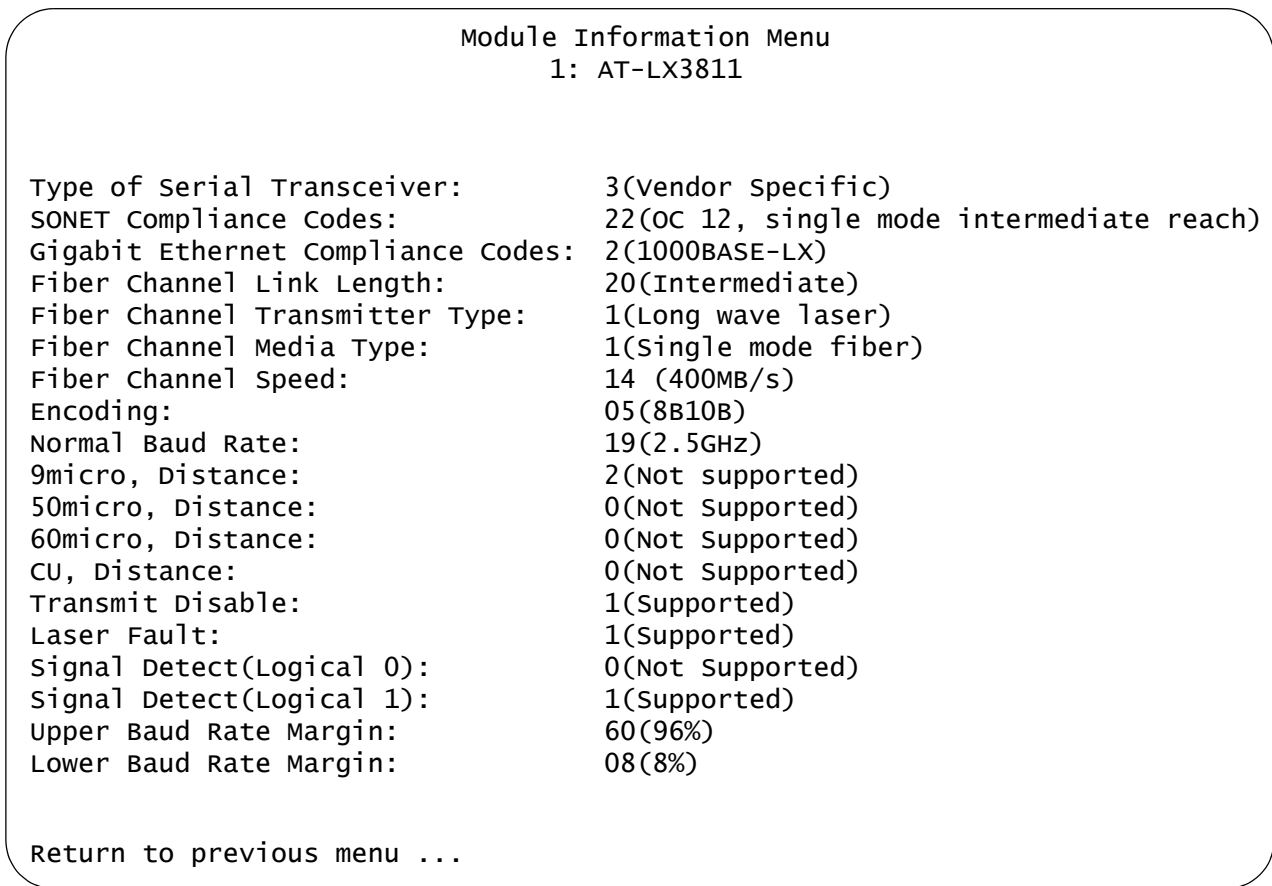 Module Information Menu
1: AT-LX3811
Type of Serial Transceiver: 3(Vendor Specific)
SONET Compliance Codes: 22(OC 12, single mode intermediate reach)
Gigabit Ethernet Compliance Codes: 2(1000BASE-LX)
Fiber Channel Link Length: 20(Intermediate)
Fiber Channel Transmitter Type: 1(Long wave laser)
Fiber Channel Media Type: 1(Single mode fiber)
Fiber Channel Speed: 14 (400MB/s)
Encoding: 05(8B10B)
Normal Baud Rate: 19(2.5GHz)
9micro, Distance: 2(Not supported)
50micro, Distance: 0(Not Supported)
60micro, Distance: 0(Not Supported)
CU, Distance: 0(Not Supported)
Transmit Disable: 1(Supported)
Laser Fault: 1(Supported)
Signal Detect(Logical 0): 0(Not Supported)
Signal Detect(Logical 1): 1(Supported)
Upper Baud Rate Margin: 60(96%)
Lower Baud Rate Margin: 08(8%)
Return to previous menu ...